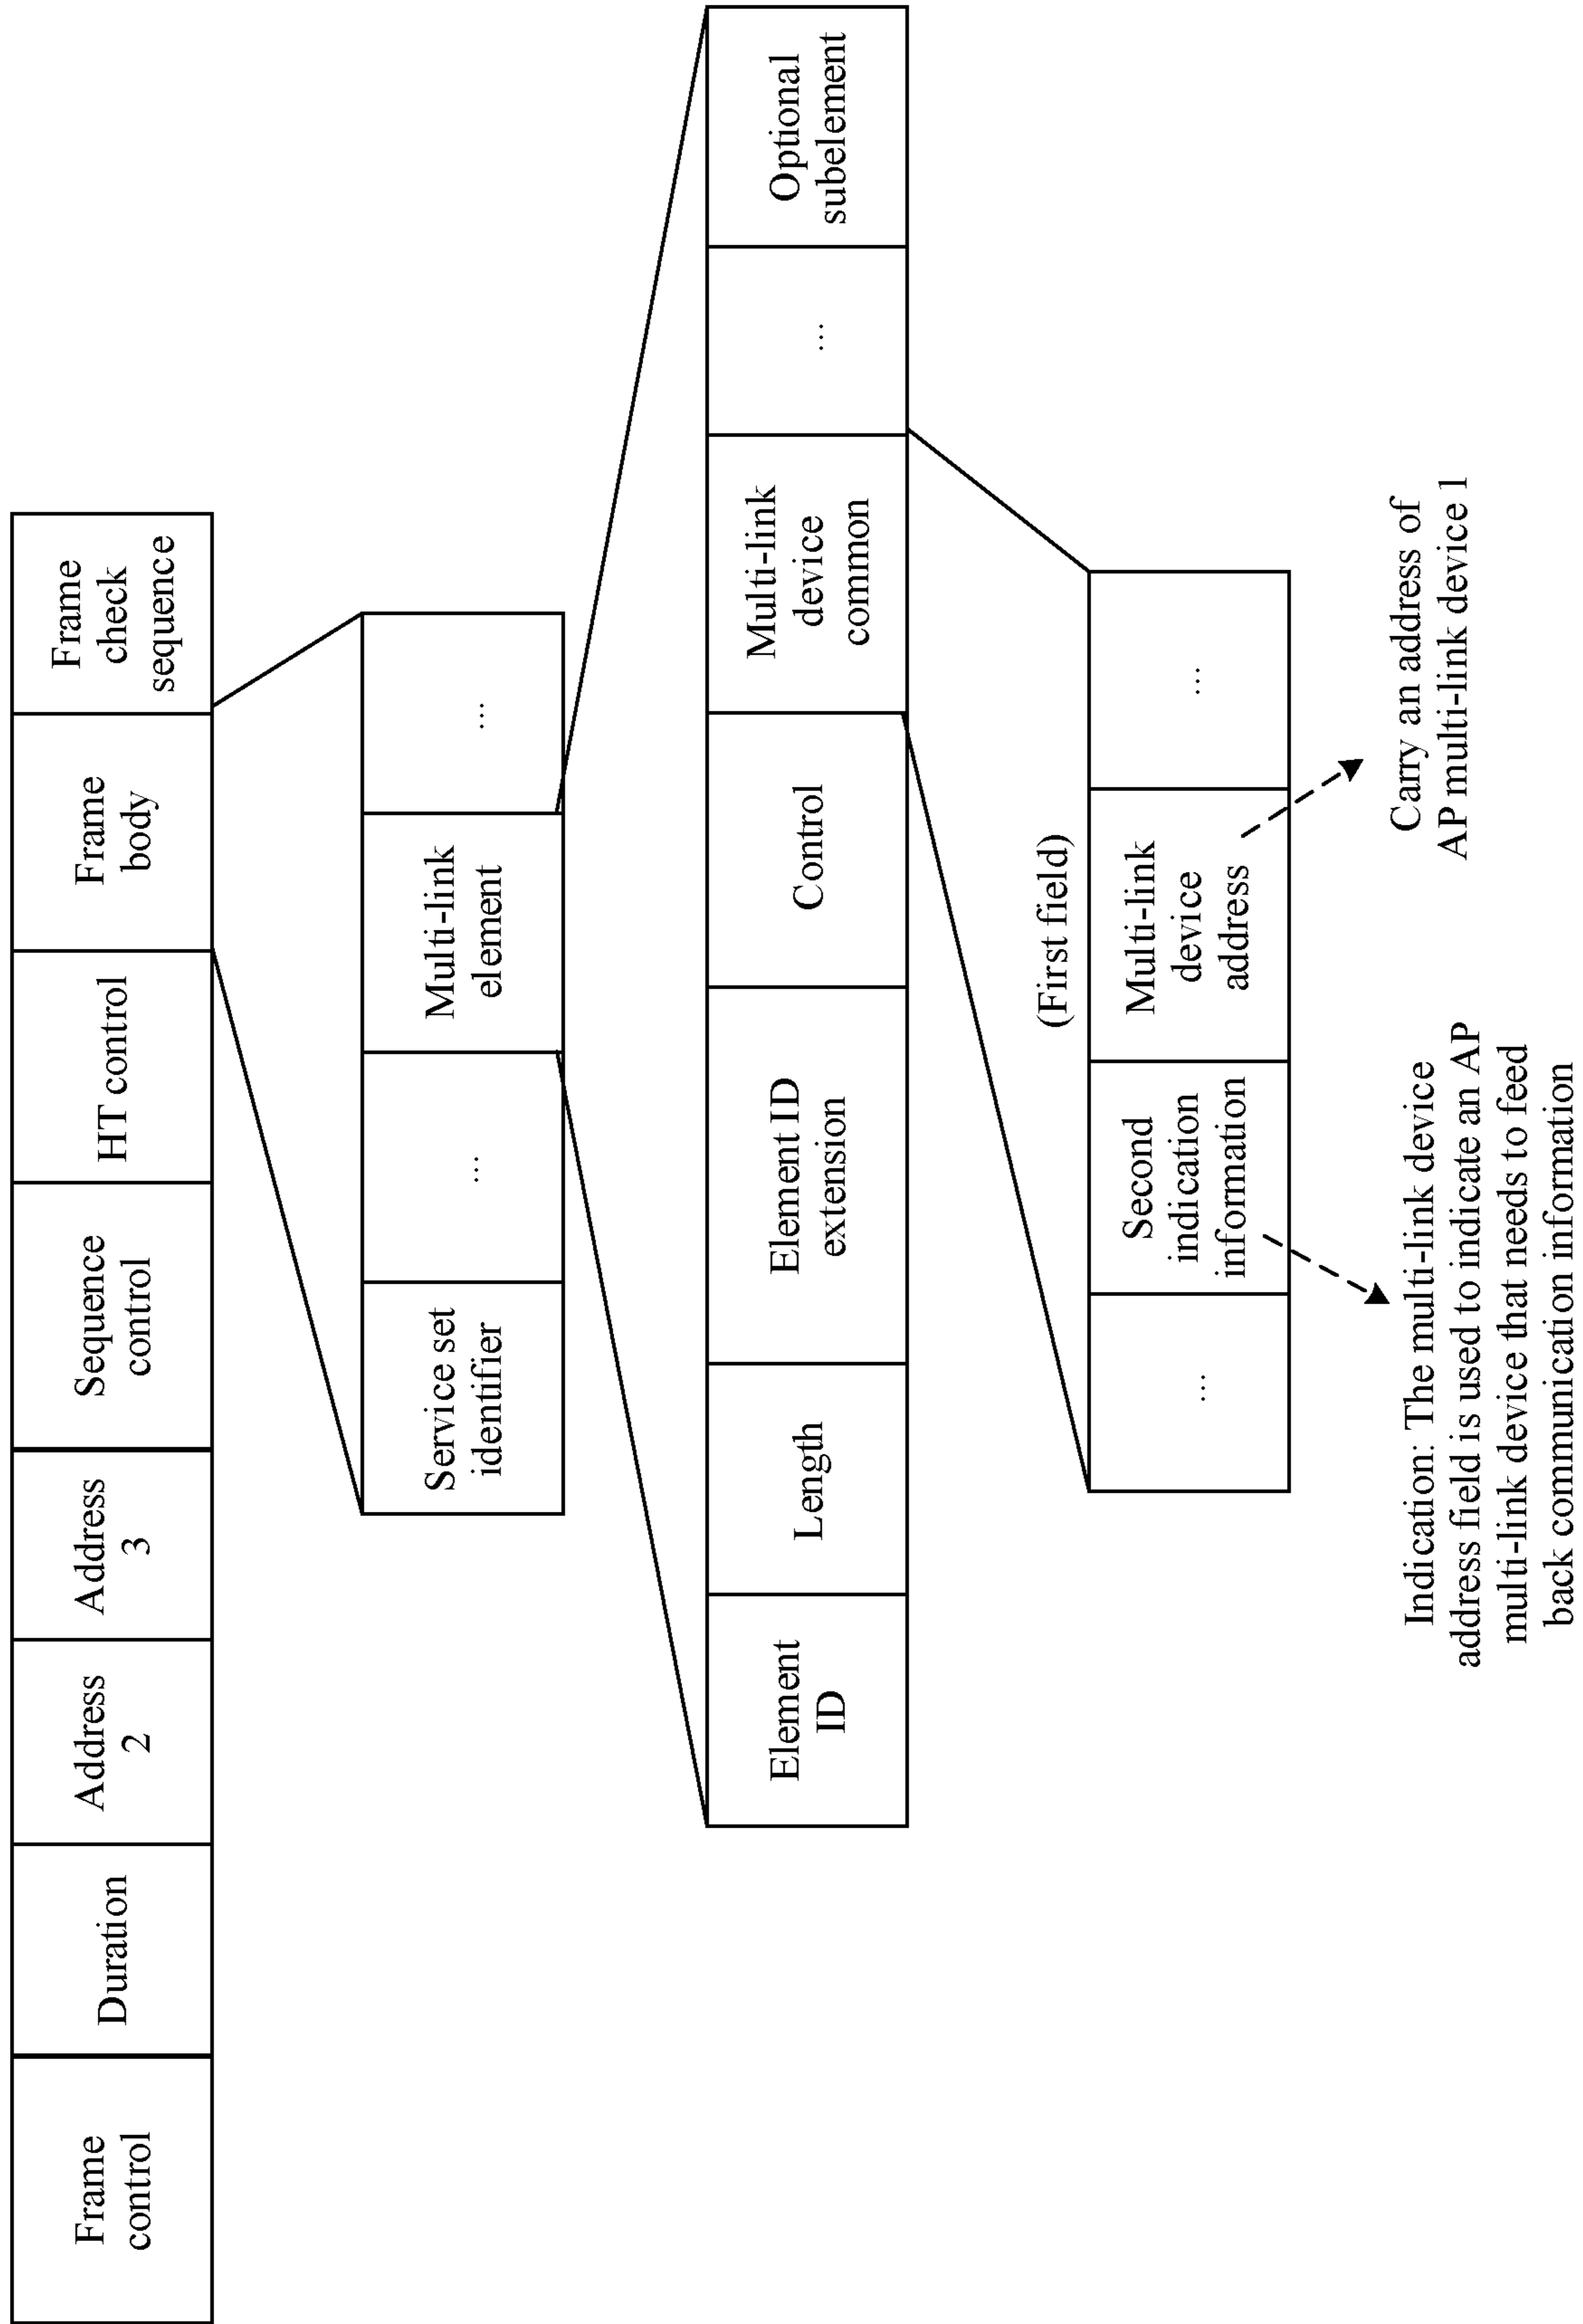 Frame
control
Duration
Address
2
Address
3
Sequence
control
HT control
Frame
body
Frame
check
sequence
Service set
identifier
...
Multi-link
element
...
Element
ID
Length
Element ID
extension
Control
Multi-link
device
common
...
Optional
subelement
(First field)
...
Second
indication
information
Multi-link
device
address
...
Indication: The multi-link device
address field is used to indicate an AP
multi-link device that needs to feed
back communication information
Carry an address of
AP multi-link device 1